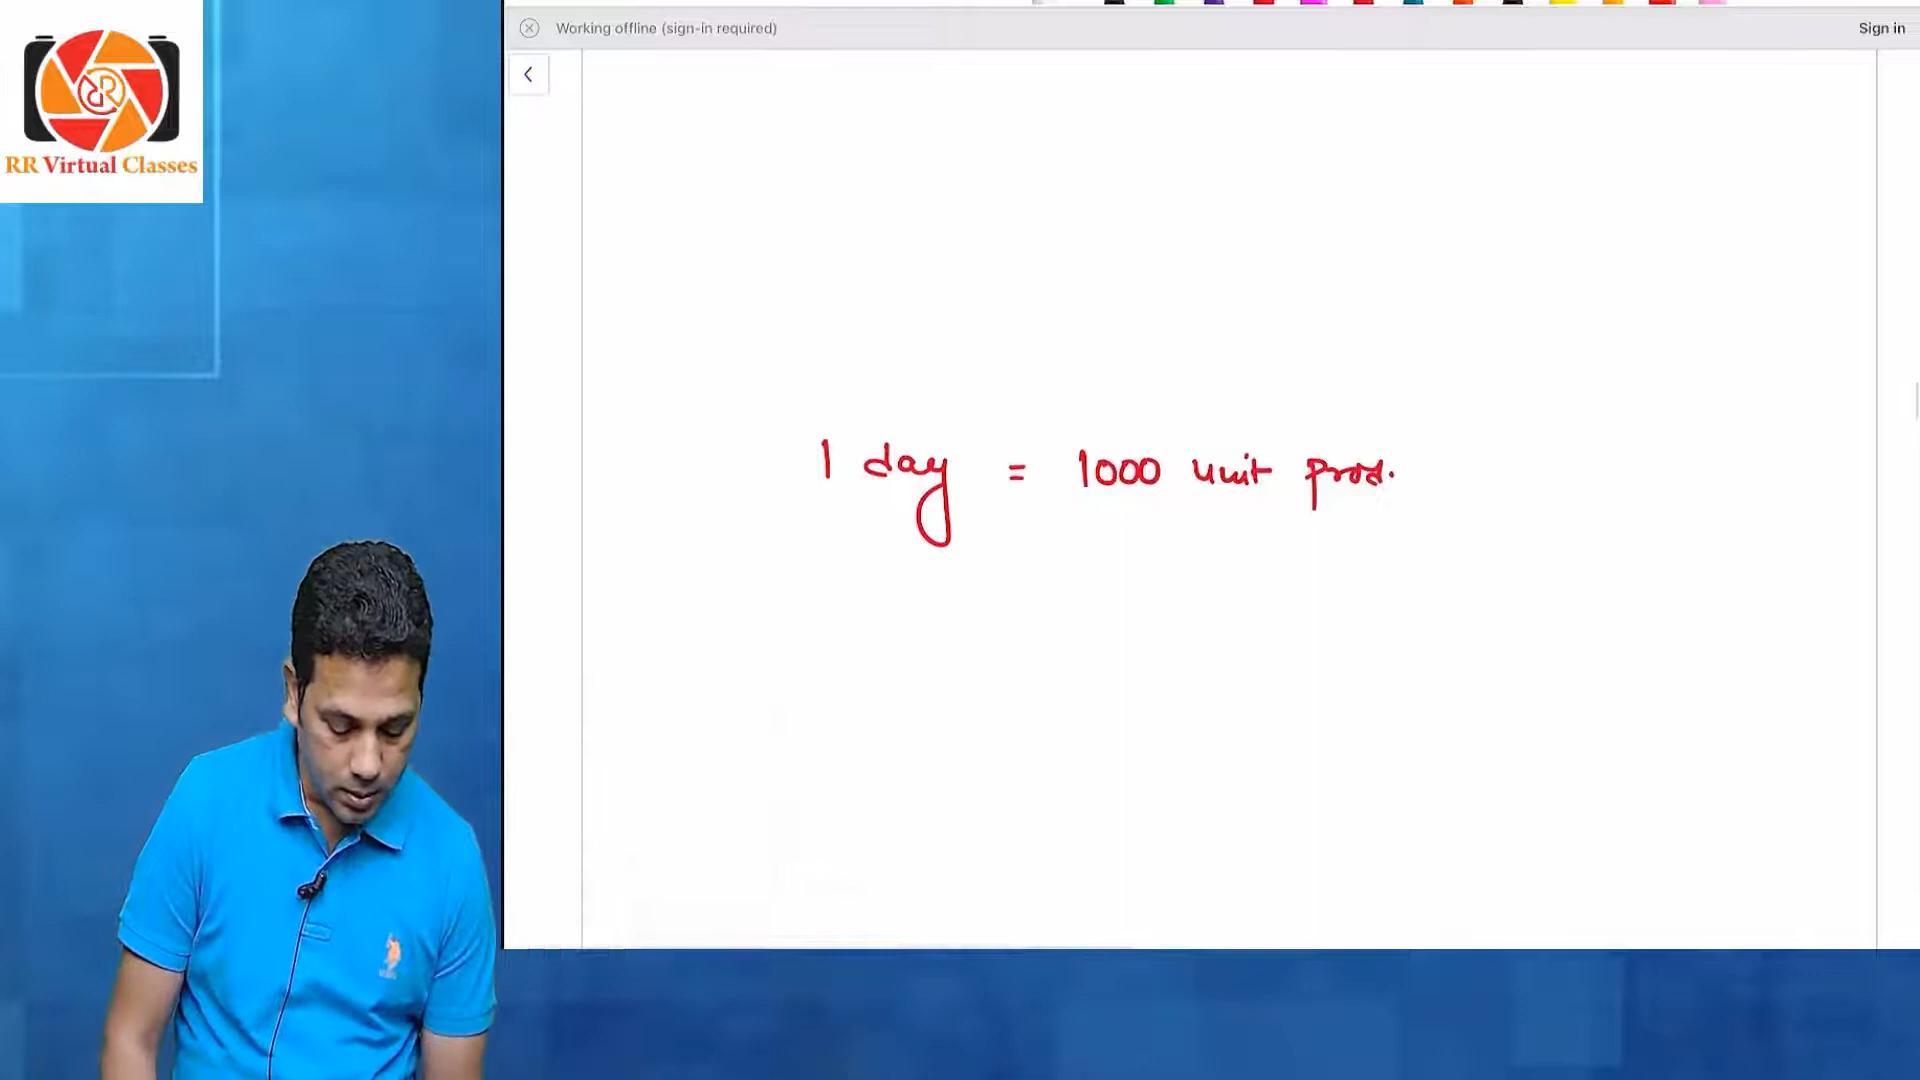 RR Virtual Classes
Working offline (sign-in required)
Sign in
1 day = 1000 unit prod.